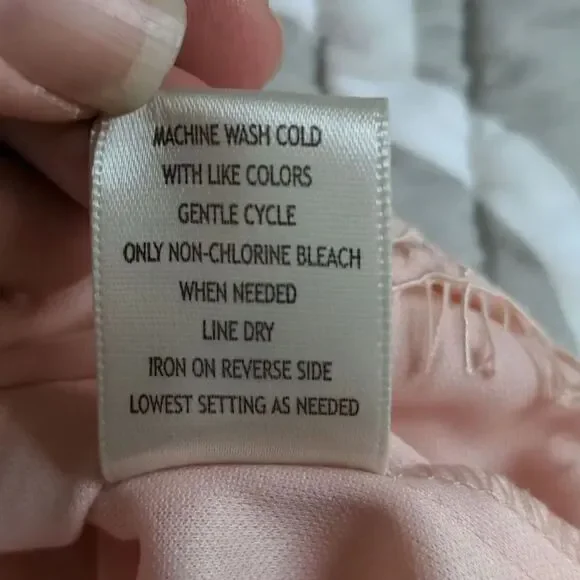 MACHINE WASH COLD
WITH LIKE COLORS
GENTLE CYCLE
ONLY NON-CHLORINE BLEACH
WHEN NEEDED
LINE DRY
IRON ON REVERSE SIDE
LOWEST SETTING AS NEEDED